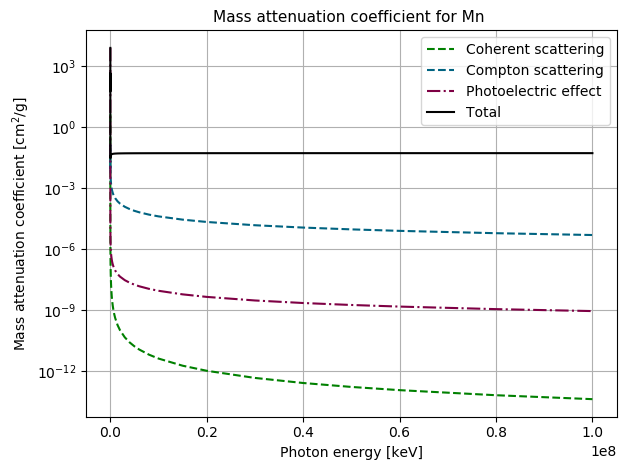 Mass attenuation coefficient for Mn
Coherent scattering
Compton scattering
Photoelectric effect
Total
Mass attenuation coefficient [cm²/g]
10³
10⁰
10⁻³
10⁻⁶
10⁻⁹
10⁻¹²
0.0 0.2 0.4 0.6 0.8 1.0
1e8
Photon energy [keV]